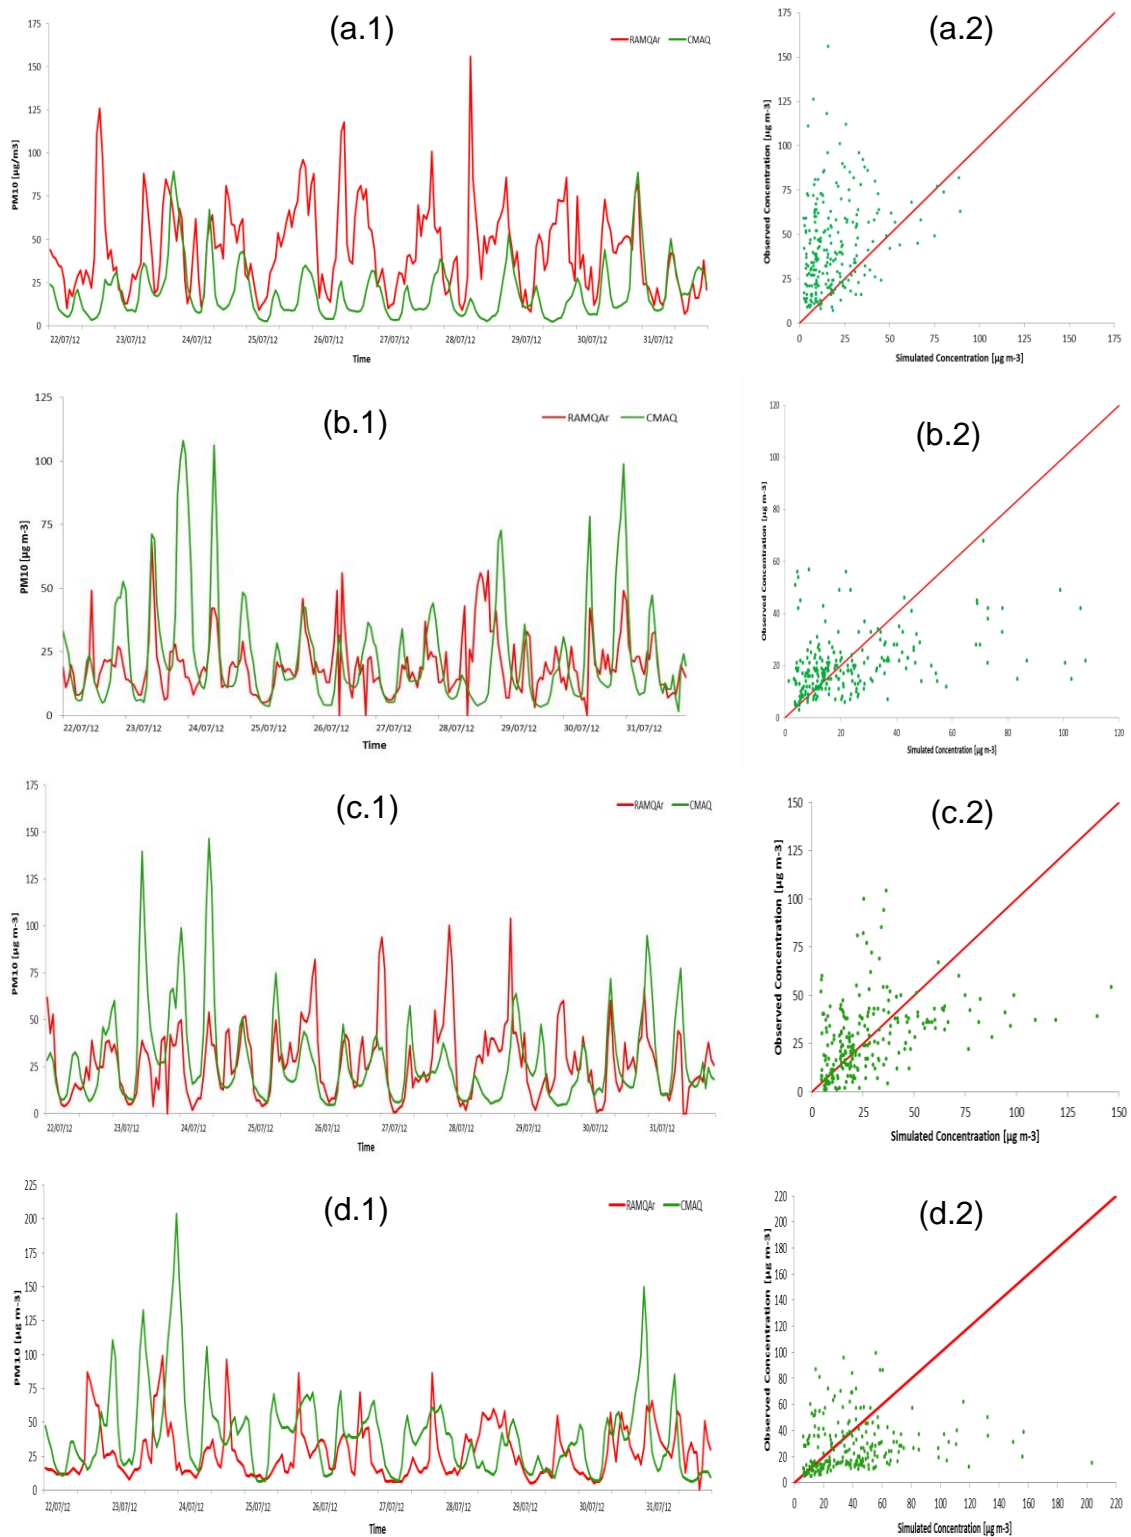 (a.1)
RAMQAr CMAQ
PM10 [µg/m3]
175
150
125
100
75
50
25
0
22/07/12 23/07/12 24/07/12 25/07/12 26/07/12 27/07/12 28/07/12 29/07/12 30/07/12 31/07/12
Time
(a.2)
Observed Concentration [µg m-3]
175
150
125
100
75
50
25
0
0 25 50 75 100 125 150 175
Simulated Concentration [µg m-3]
(b.1)
RAMQAr CMAQ
PM10 [µg m-3]
125
100
75
50
25
0
22/07/12 23/07/12 24/07/12 25/07/12 26/07/12 27/07/12 28/07/12 29/07/12 30/07/12 31/07/12
Time
(b.2)
Observed Concentration [µg m-3]
120
100
80
60
40
20
0
0 20 40 60 80 100 120
Simulated Concentration [µg m-3]
(c.1)
RAMQAr CMAQ
PM10 [µg m-3]
175
150
125
100
75
50
25
0
22/07/12 23/07/12 24/07/12 25/07/12 26/07/12 27/07/12 28/07/12 29/07/12 30/07/12 31/07/12
Time
(c.2)
Observed Concentration [µg m-3]
150
125
100
75
50
25
0
0 25 50 75 100 125 150
Simulated Concentraation [µg m-3]
(d.1)
RAMQAr CMAQ
PM10 [µg m-3]
225
200
175
150
125
100
75
50
25
0
22/07/12 23/07/12 24/07/12 25/07/12 26/07/12 27/07/12 28/07/12 29/07/12 30/07/12 31/07/12
Time
(d.2)
Observed Concentration [µg m-3]
220
200
180
160
140
120
100
80
60
40
20
0
0 20 40 60 80 100 120 140 160 180 200 220
Simulated Concentration [µg m-3]